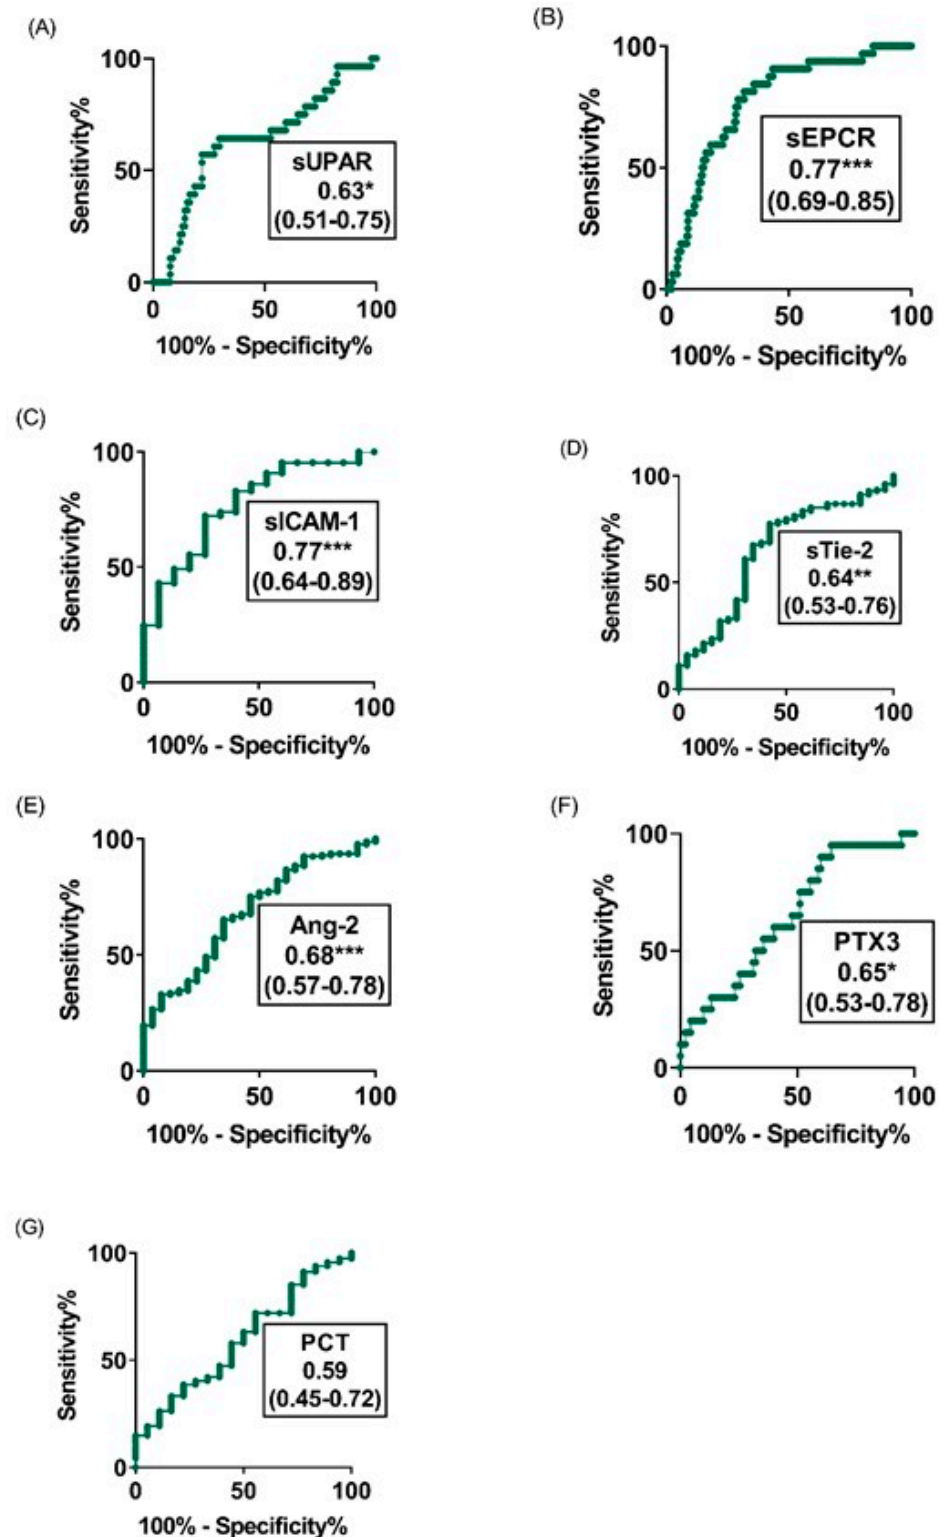 (A)
100
50
0
Sensitivity%
sUPAR
0.63*
(0.51-0.75)
0 50 100
100% - Specificity%
(B)
100
50
0
Sensitivity%
sEPCR
0.77***
(0.69-0.85)
0 50 100
100% - Specificity%
(C)
100
50
0
Sensitivity%
sICAM-1
0.77***
(0.64-0.89)
0 50 100
100% - Specificity%
(D)
100
50
0
Sensitivity%
sTie-2
0.64**
(0.53-0.76)
0 50 100
100% - Specificity%
(E)
100
50
0
Sensitivity%
Ang-2
0.68***
(0.57-0.78)
0 50 100
100% - Specificity%
(F)
100
50
0
Sensitivity%
PTX3
0.65*
(0.53-0.78)
0 50 100
100% - Specificity%
(G)
100
50
0
Sensitivity%
PCT
0.59
(0.45-0.72)
0 50 100
100% - Specificity%